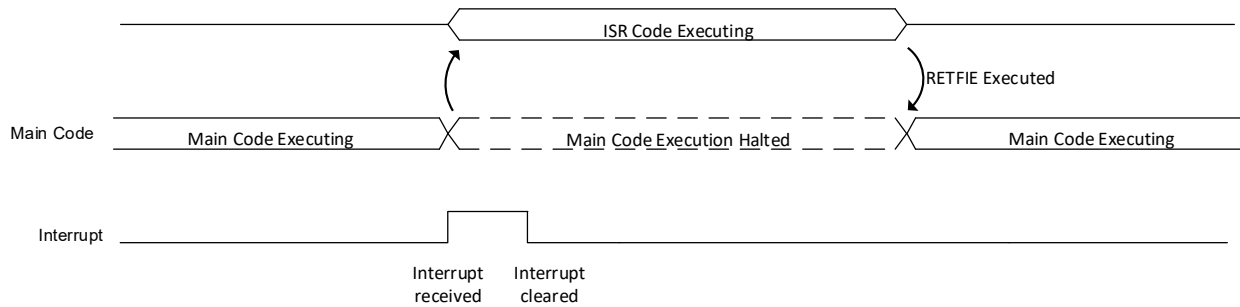 ISR Code Executing
RETFIE Executed
Main Code
Main Code Executing
Main Code Execution Halted
Main Code Executing
Interrupt
Interrupt
received
Interrupt
cleared